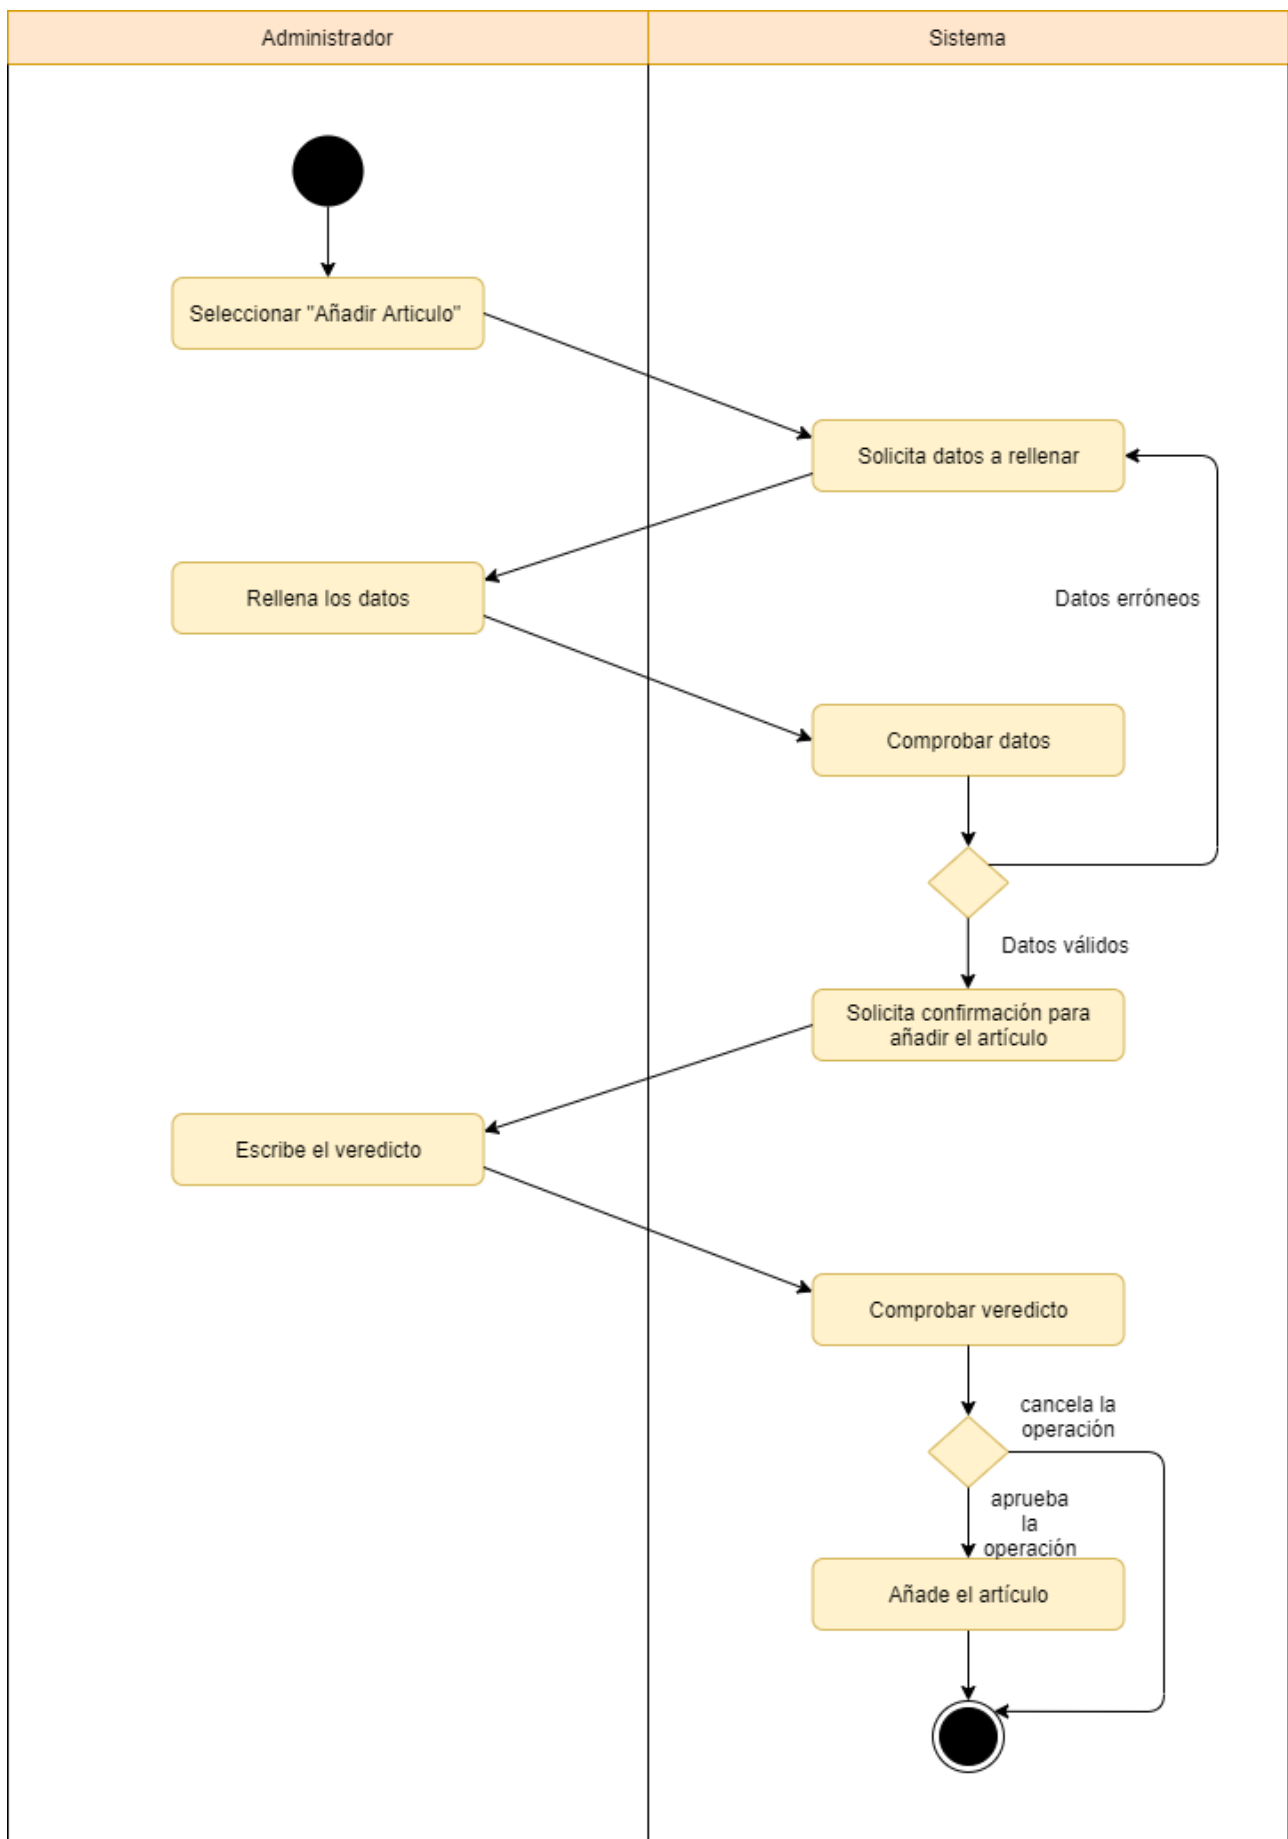 Administrador
Sistema
Seleccionar "Añadir Articulo"
Solicita datos a rellenar
Rellena los datos
Datos erróneos
Comprobar datos
Datos válidos
Solicita confirmación para
añadir el artículo
Escribe el veredicto
Comprobar veredicto
cancela la
operación
aprueba
la
operación
Añade el artículo